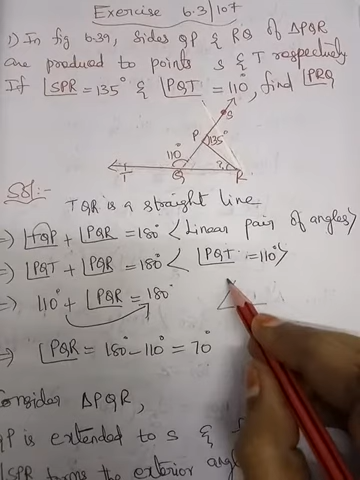 Exercise 6.3/107
1) In fig 6.39, sides QP & RQ of ΔPQR
are produced to points S & T respectively
If ∠SPR = 135° & ∠PQT = 110°, find ∠PRQ
S
P
135°
110°
?
T
Q
R
Sol:-
TQR is a straight line
⇒) ∠TQP + ∠PQR = 180° <Linear pair of angles>
⇒) ∠PQT + ∠PQR = 180° < ∠PQT = 110°>
⇒) 110° + ∠PQR = 180°
⇒) ∠PQR = 180° - 110° = 70°
Consider ΔPQR,
QP is extended to S &
∠SPR forms the exterior angle